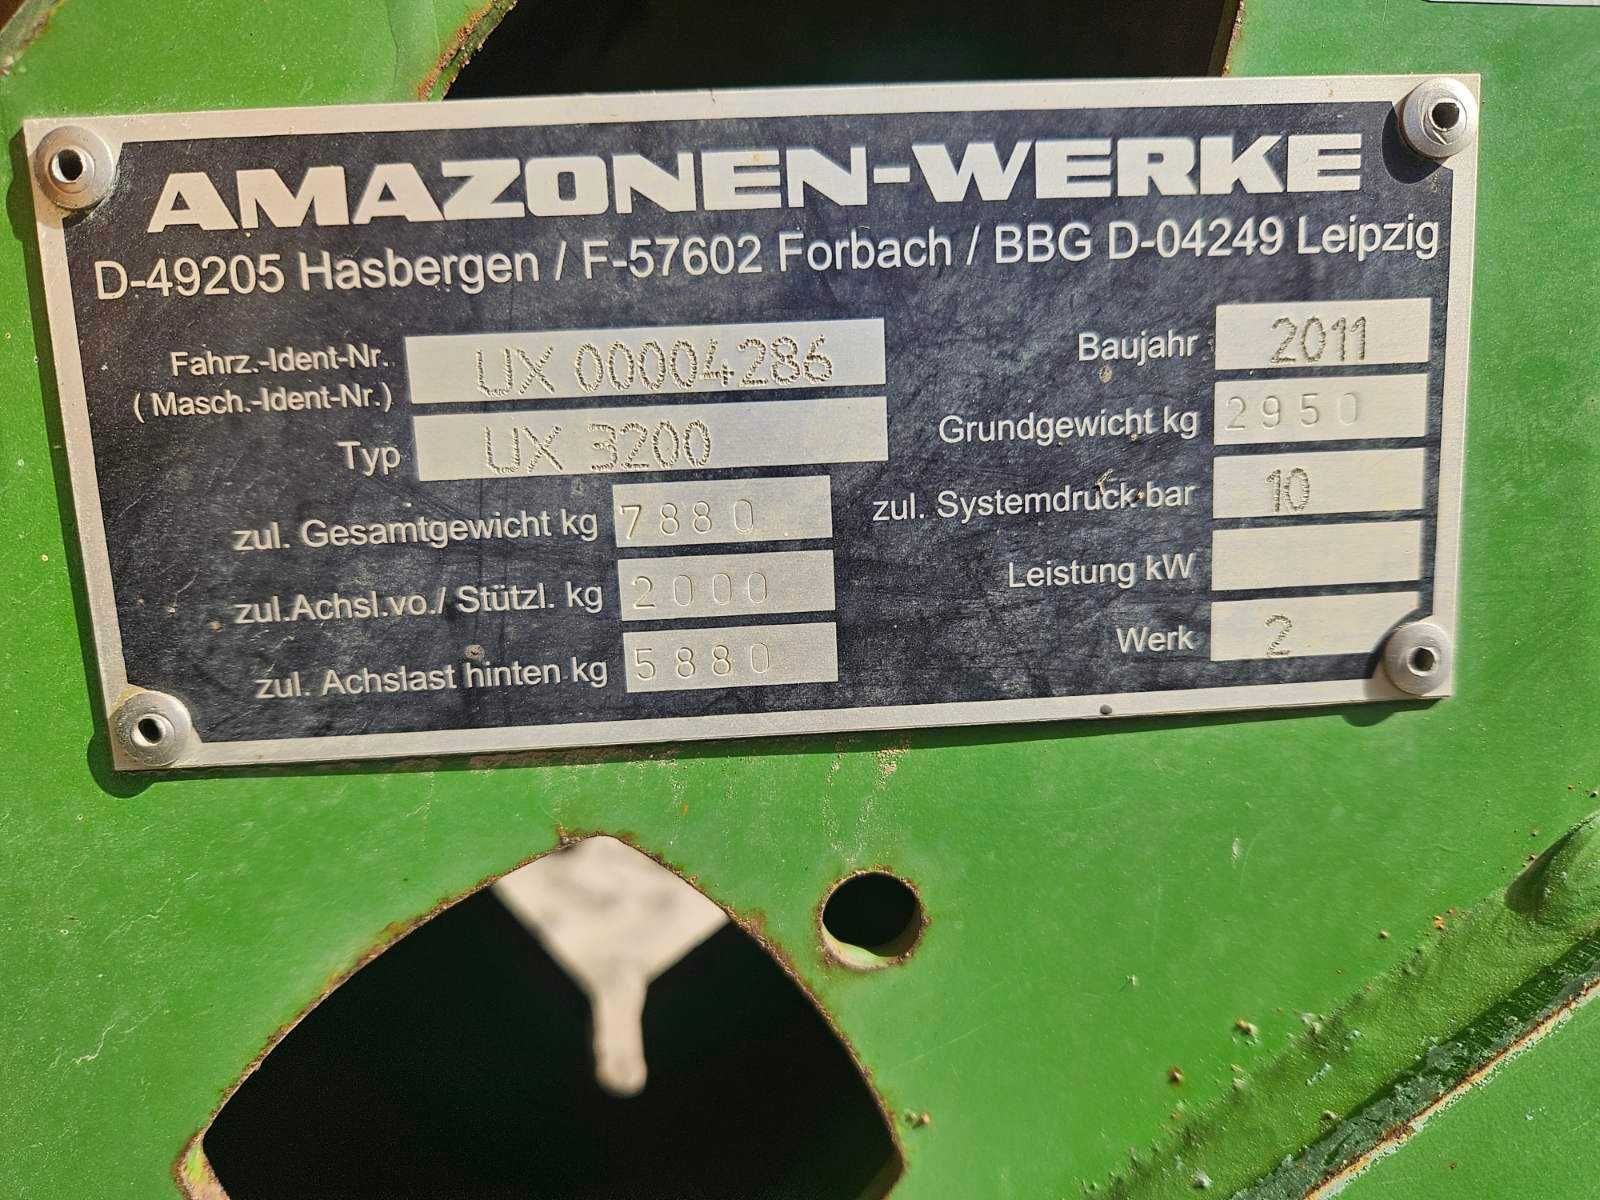 AMAZONEN-WERKE
D-49205 Hasbergen / F-57602 Forbach / BBG D-04249 Leipzig
Fahrz.-Ident-Nr. UX 00004286
(Masch.-Ident-Nr.)
Typ UX 3200
zul. Gesamtgewicht kg 7880
zul.Achsl.vo./ Stützl. kg 2000
zul. Achslast hinten kg 5880
Baujahr 2011
Grundgewicht kg 2950
zul. Systemdruck bar 10
Leistung kW
Werk 2